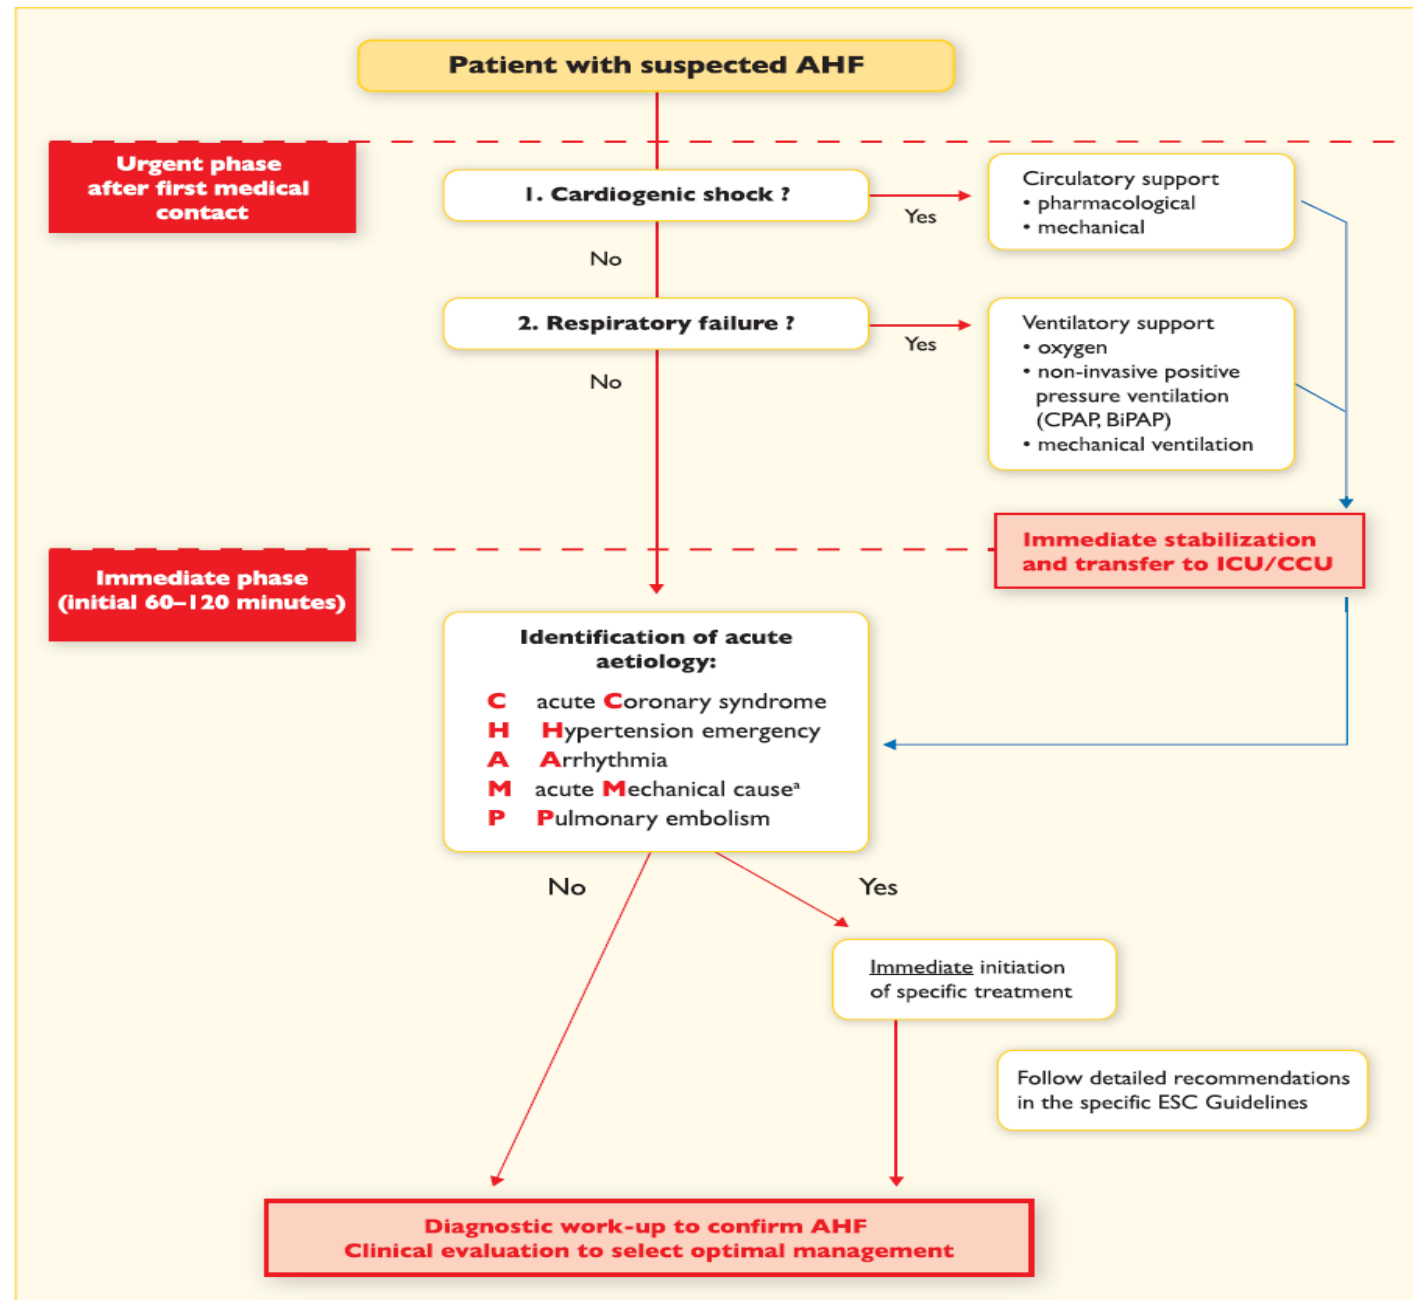 Patient with suspected AHF
Urgent phase
after first medical
contact
1. Cardiogenic shock ?
Yes
Circulatory support
• pharmacological
• mechanical
No
2. Respiratory failure ?
Yes
Ventilatory support
• oxygen
• non-invasive positive
pressure ventilation
(CPAP, BiPAP)
• mechanical ventilation
No
Immediate stabilization
and transfer to ICU/CCU
Immediate phase
(initial 60–120 minutes)
Identification of acute
aetiology:
C acute Coronary syndrome
H Hypertension emergency
A Arrhythmia
M acute Mechanical causeᵃ
P Pulmonary embolism
No
Yes
Immediate initiation
of specific treatment
Follow detailed recommendations
in the specific ESC Guidelines
Diagnostic work-up to confirm AHF
Clinical evaluation to select optimal management